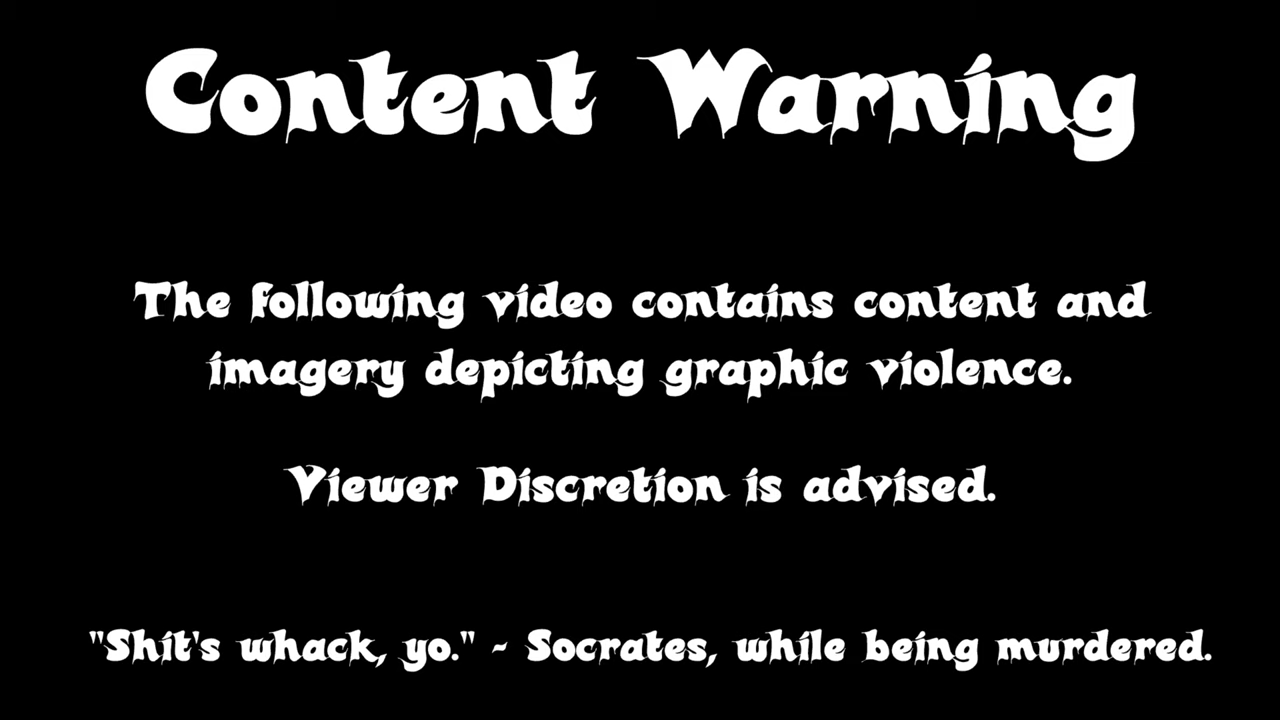 Content Warning
The following video contains content and
imagery depicting graphic violence.
Viewer Discretion is advised.
"Shit's whack, yo." - Socrates, while being murdered.